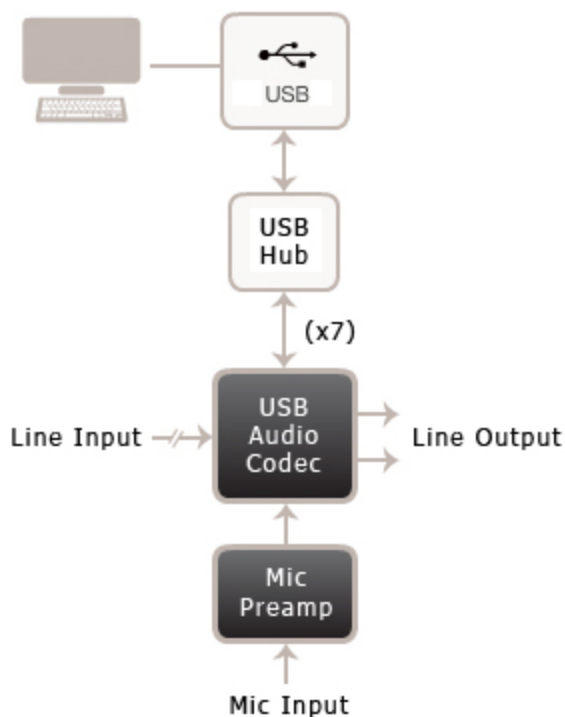 USB
USB
Hub
(x7)
USB
Audio
Codec
Line Input
Line Output
Mic
Preamp
Mic Input